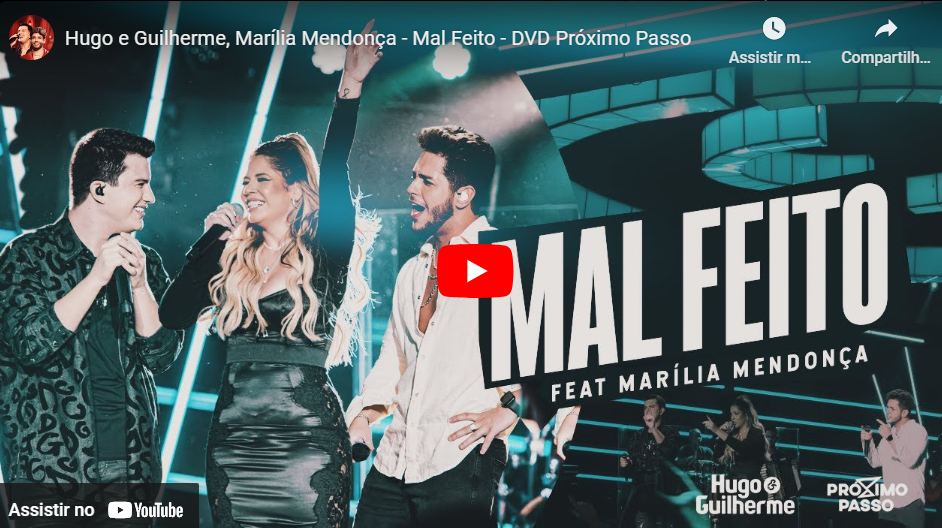 Hugo e Guilherme, Marília Mendonça - Mal Feito - DVD Próximo Passo
Assistir m...
Compartilh...
MAL FEITO
FEAT MARÍLIA MENDONÇA
Hugo &
Guilherme
PRÓXIMO
PASSO
Assistir no YouTube